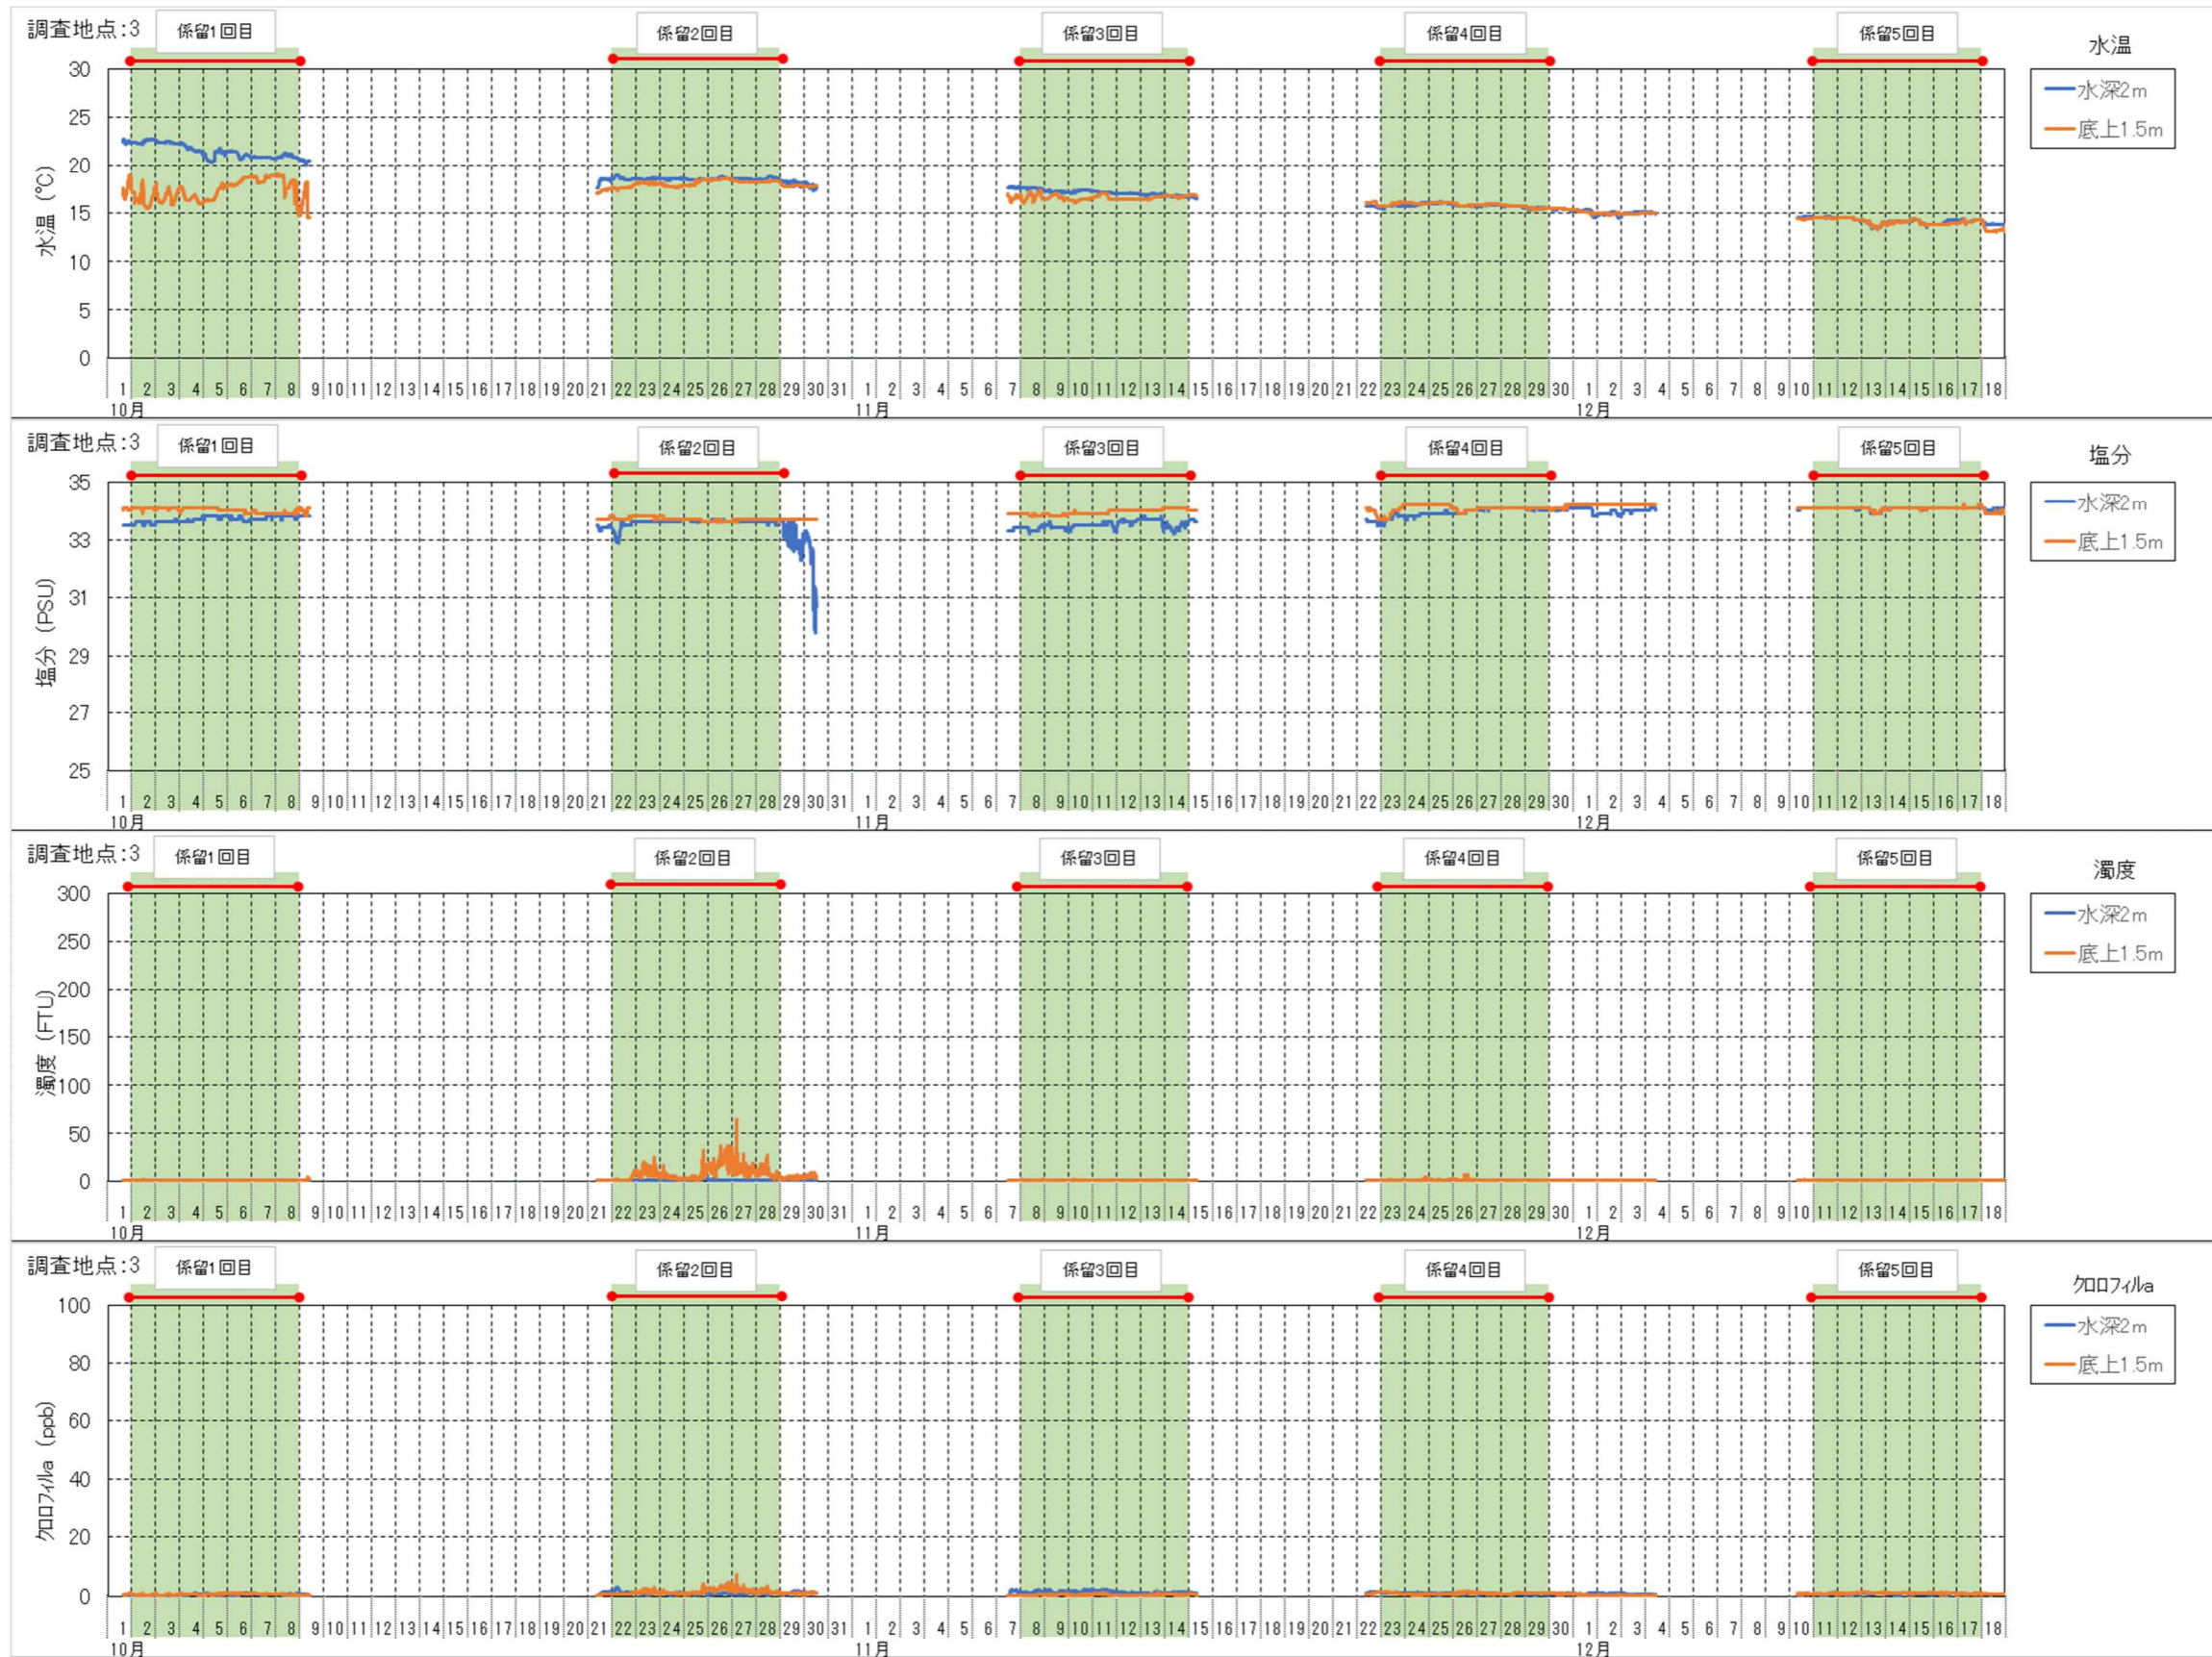 調査地点:3 係留1回目 係留2回目 係留3回目 係留4回目 係留5回目 水温
30
25
20
15
10
5
0
水温 (℃)
水深2m
底上1.5m
1 2 3 4 5 6 7 8 9 10 11 12 13 14 15 16 17 18 19 20 21 22 23 24 25 26 27 28 29 30 31 1 2 3 4 5 6 7 8 9 10 11 12 13 14 15 16 17 18 19 20 21 22 23 24 25 26 27 28 29 30 1 2 3 4 5 6 7 8 9 10 11 12 13 14 15 16 17 18
10月 11月 12月
調査地点:3 係留1回目 係留2回目 係留3回目 係留4回目 係留5回目 塩分
35
33
31
29
27
25
塩分 (PSU)
水深2m
底上1.5m
1 2 3 4 5 6 7 8 9 10 11 12 13 14 15 16 17 18 19 20 21 22 23 24 25 26 27 28 29 30 31 1 2 3 4 5 6 7 8 9 10 11 12 13 14 15 16 17 18 19 20 21 22 23 24 25 26 27 28 29 30 1 2 3 4 5 6 7 8 9 10 11 12 13 14 15 16 17 18
10月 11月 12月
調査地点:3 係留1回目 係留2回目 係留3回目 係留4回目 係留5回目 濁度
300
250
200
150
100
50
0
濁度 (FTU)
水深2m
底上1.5m
1 2 3 4 5 6 7 8 9 10 11 12 13 14 15 16 17 18 19 20 21 22 23 24 25 26 27 28 29 30 31 1 2 3 4 5 6 7 8 9 10 11 12 13 14 15 16 17 18 19 20 21 22 23 24 25 26 27 28 29 30 1 2 3 4 5 6 7 8 9 10 11 12 13 14 15 16 17 18
10月 11月 12月
調査地点:3 係留1回目 係留2回目 係留3回目 係留4回目 係留5回目 クロロフィルa
100
80
60
40
20
0
クロロフィルa (ppb)
水深2m
底上1.5m
1 2 3 4 5 6 7 8 9 10 11 12 13 14 15 16 17 18 19 20 21 22 23 24 25 26 27 28 29 30 31 1 2 3 4 5 6 7 8 9 10 11 12 13 14 15 16 17 18 19 20 21 22 23 24 25 26 27 28 29 30 1 2 3 4 5 6 7 8 9 10 11 12 13 14 15 16 17 18
10月 11月 12月